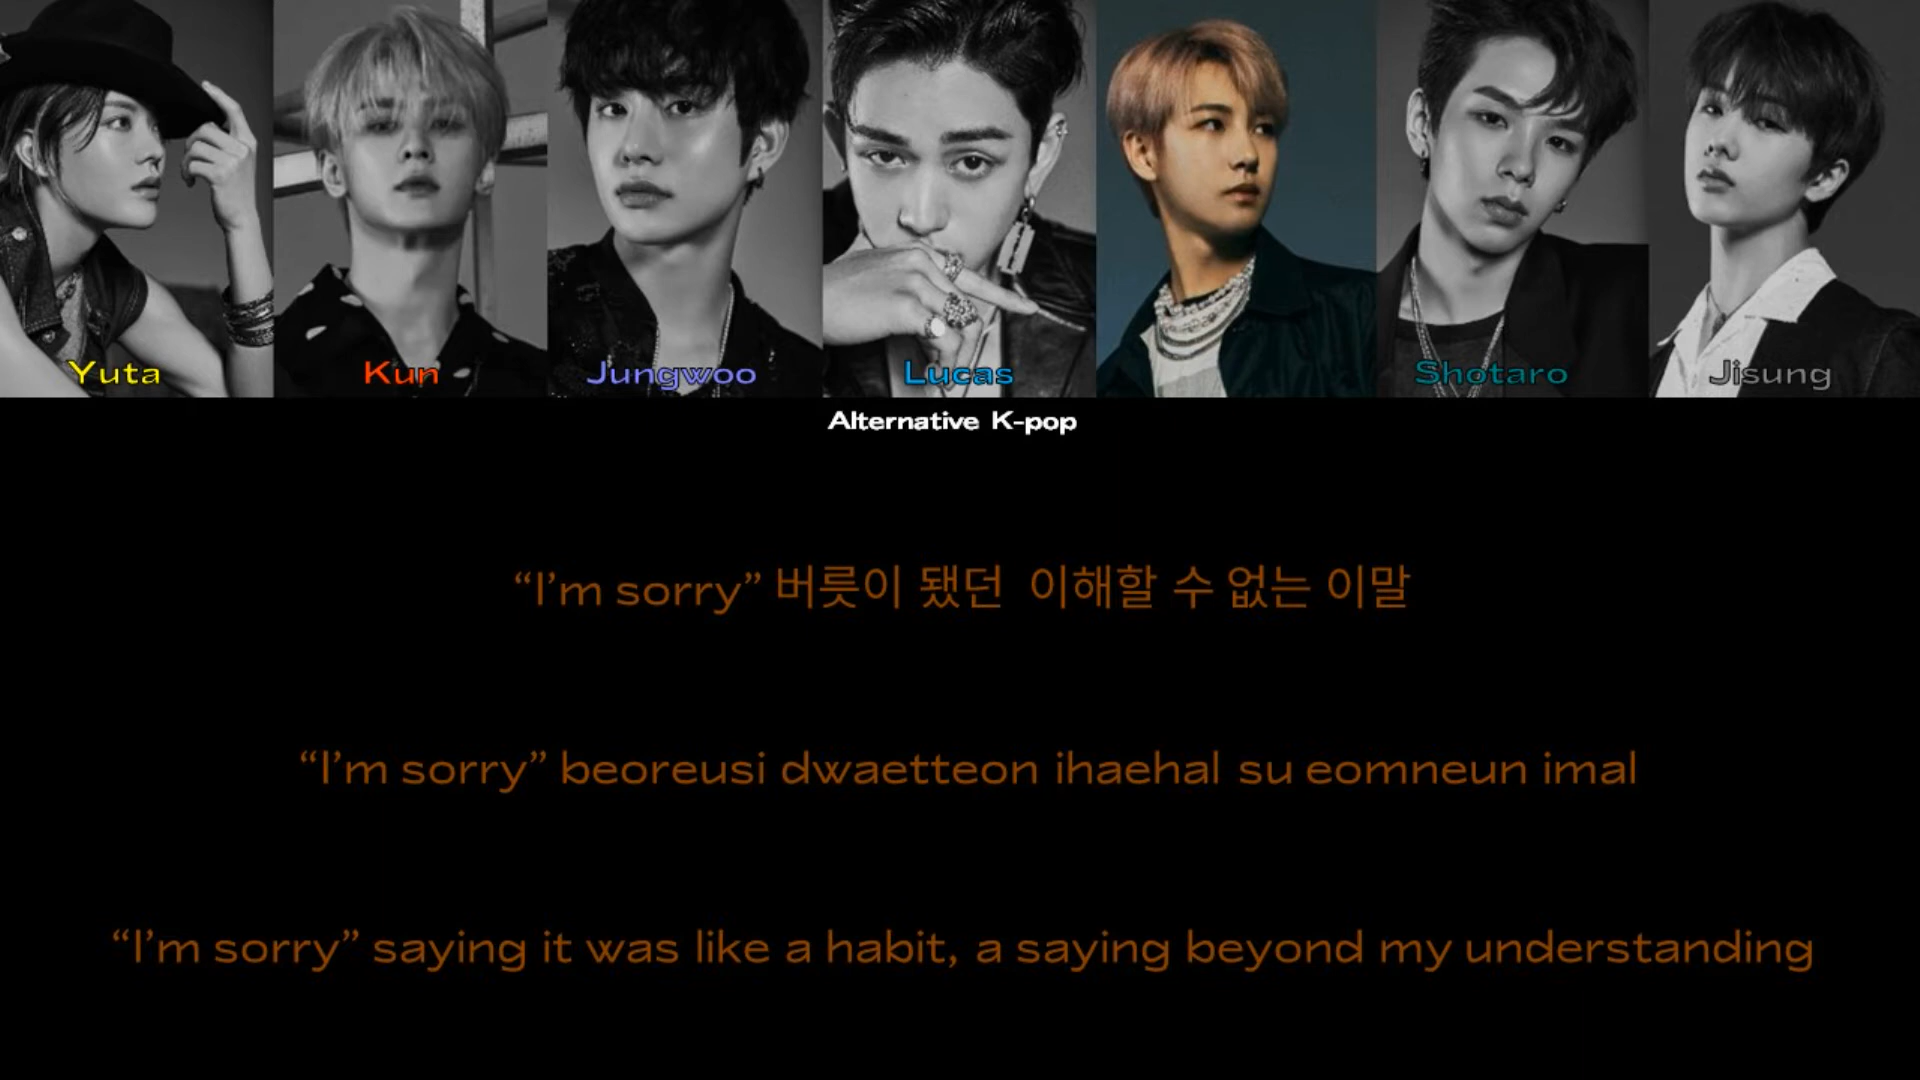 Yuta
Kun
Jungwoo
Lucas
Shotaro
Jisung
Alternative K-pop
“I’m sorry” 버릇이 됐던 이해할 수 없는 이말
“I’m sorry” beoreusi dwaetteon ihaehal su eomneun imal
“I’m sorry” saying it was like a habit, a saying beyond my understanding